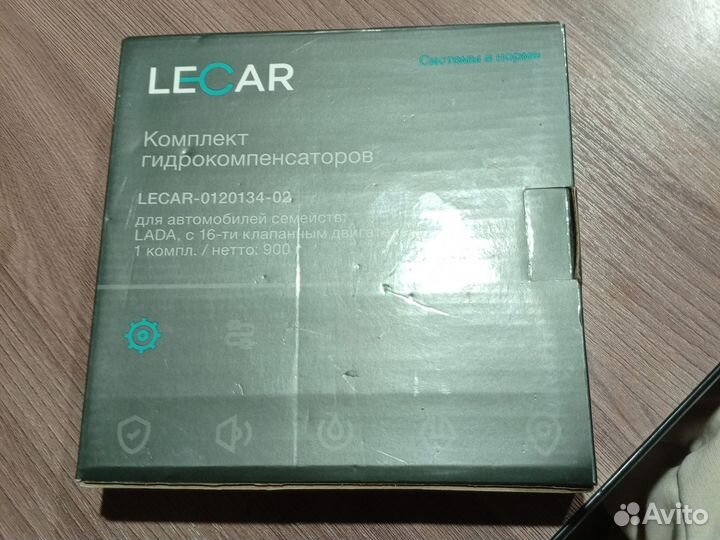 LECAR
Системы в норме
Комплект
гидрокомпенсаторов
LECAR-0120134-02
для автомобилей семейств:
LADA, с 16-ти клапанным
1 компл. / нетто: 900
Avito